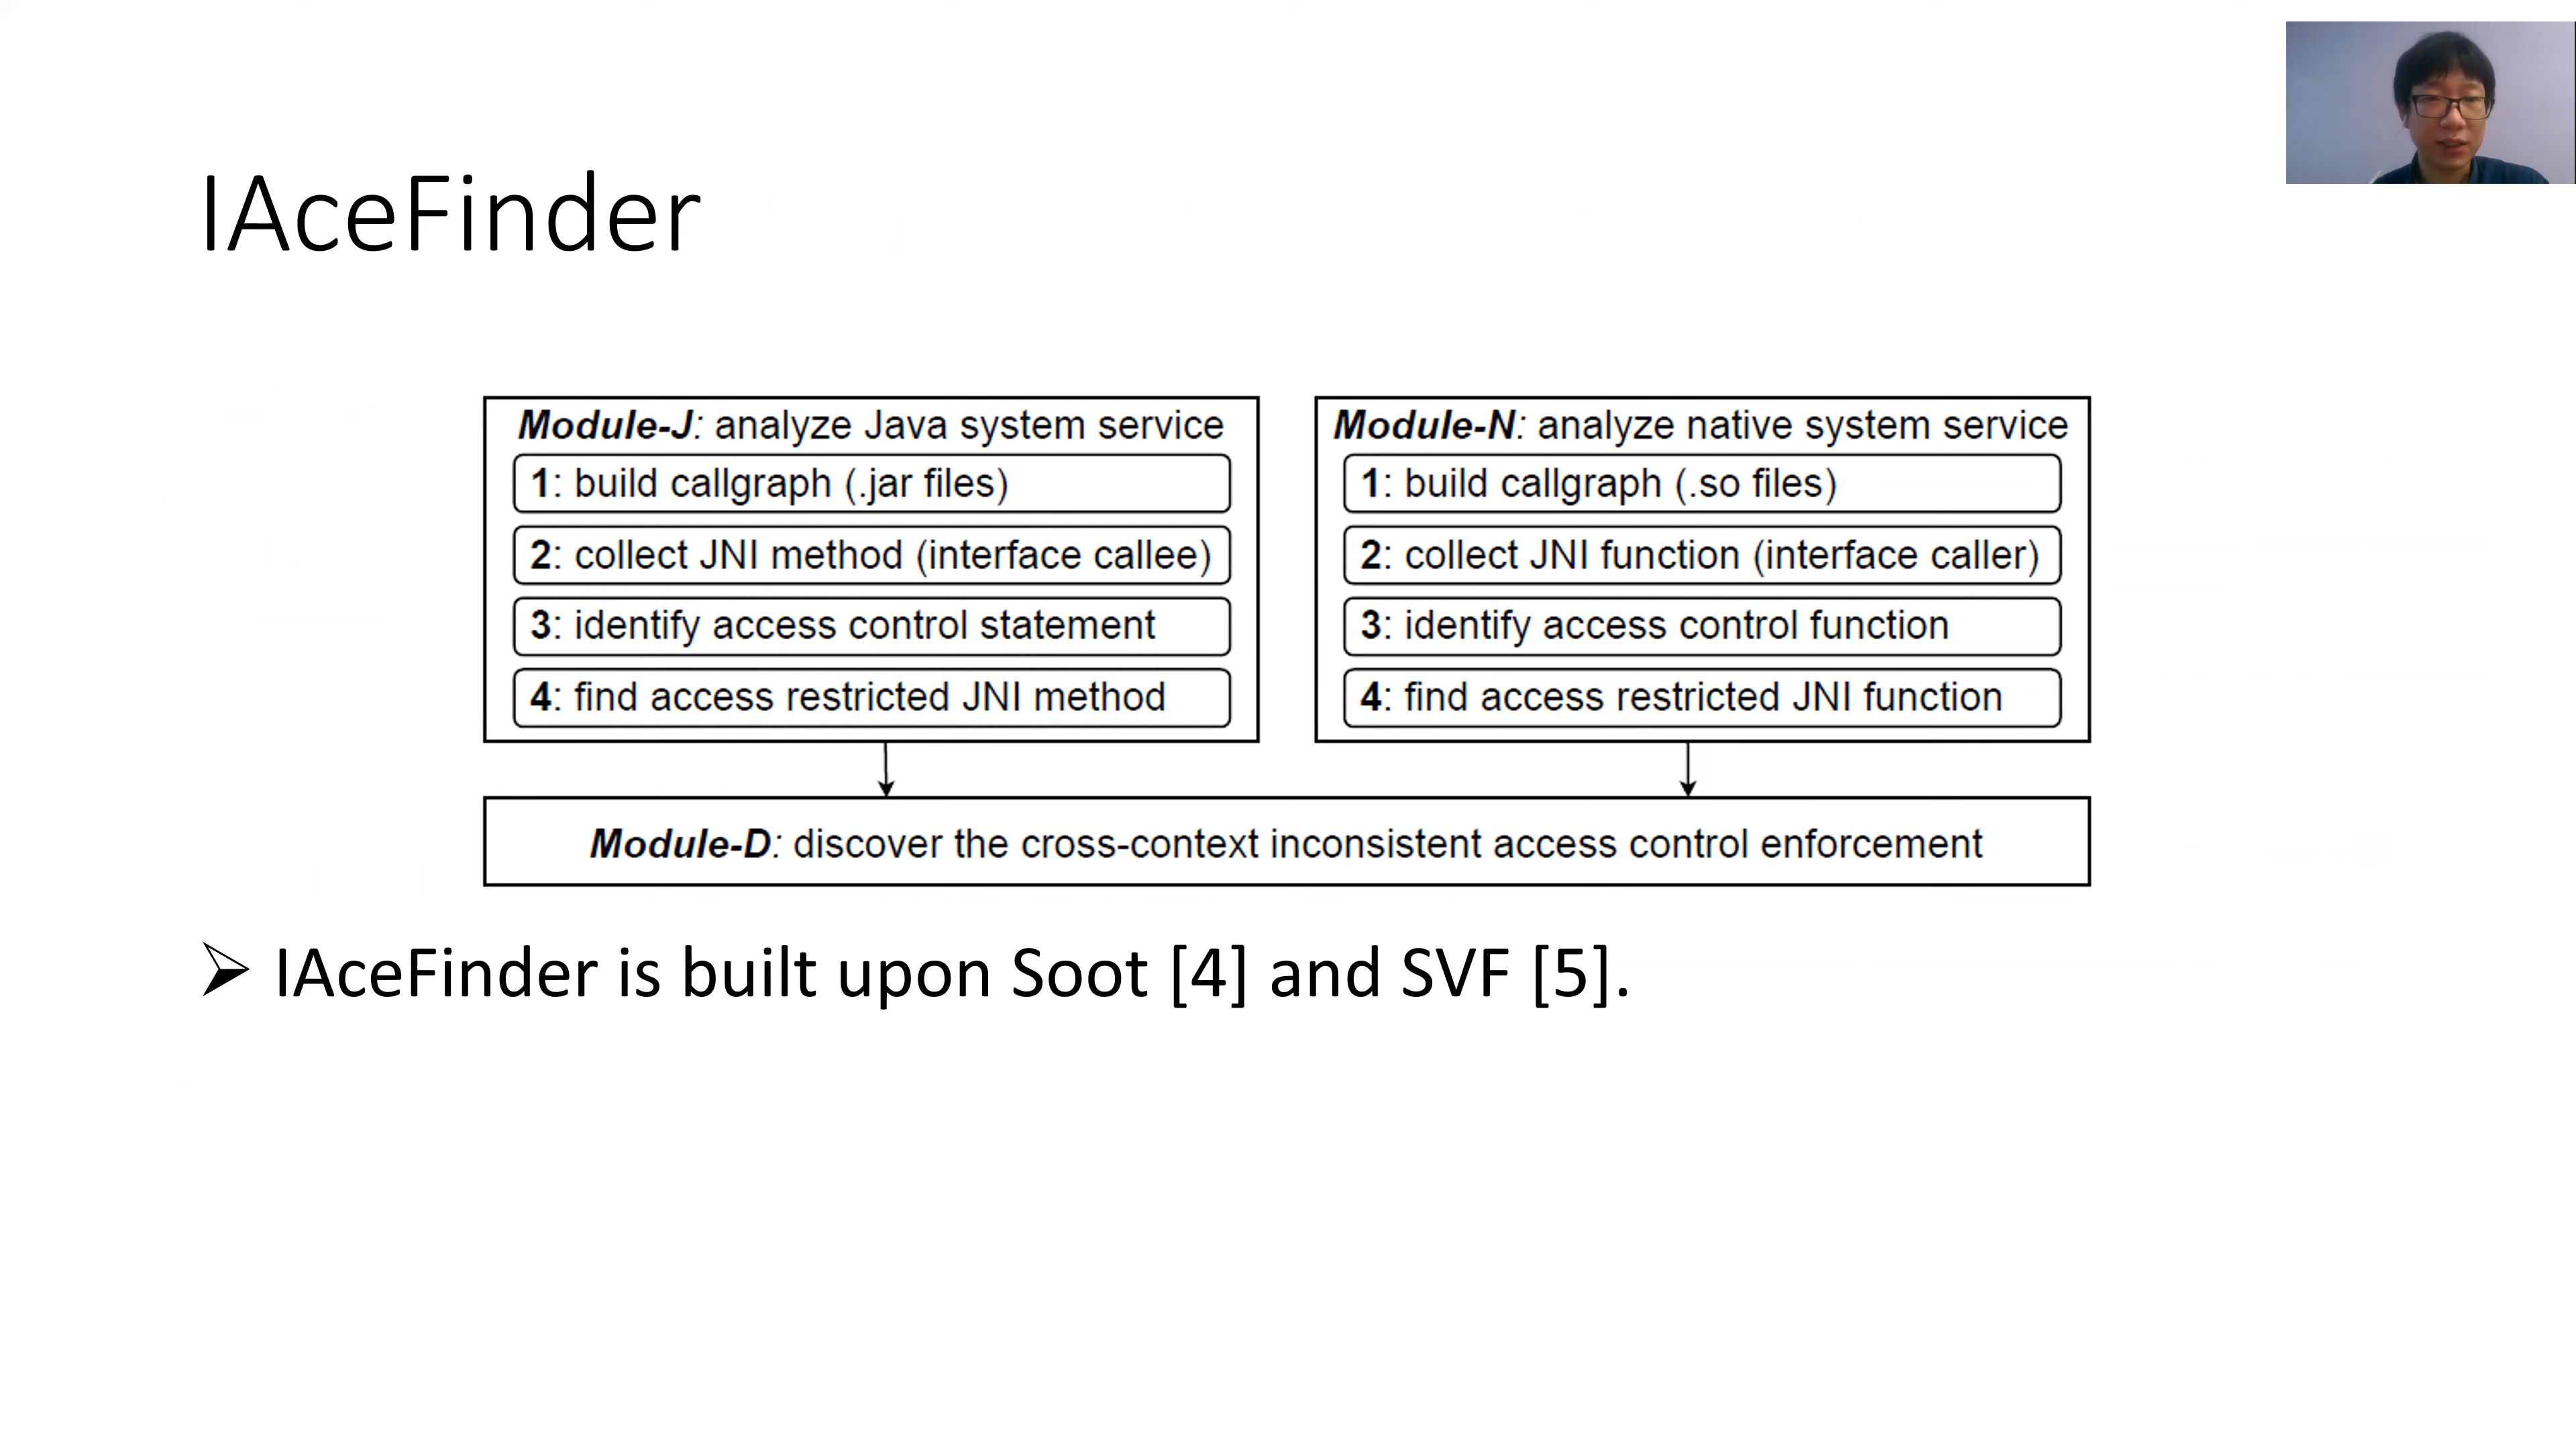 IAceFinder
Module-J: analyze Java system service
1: build callgraph (.jar files)
2: collect JNI method (interface callee)
3: identify access control statement
4: find access restricted JNI method
Module-N: analyze native system service
1: build callgraph (.so files)
2: collect JNI function (interface caller)
3: identify access control function
4: find access restricted JNI function
Module-D: discover the cross-context inconsistent access control enforcement
➢ IAceFinder is built upon Soot [4] and SVF [5].